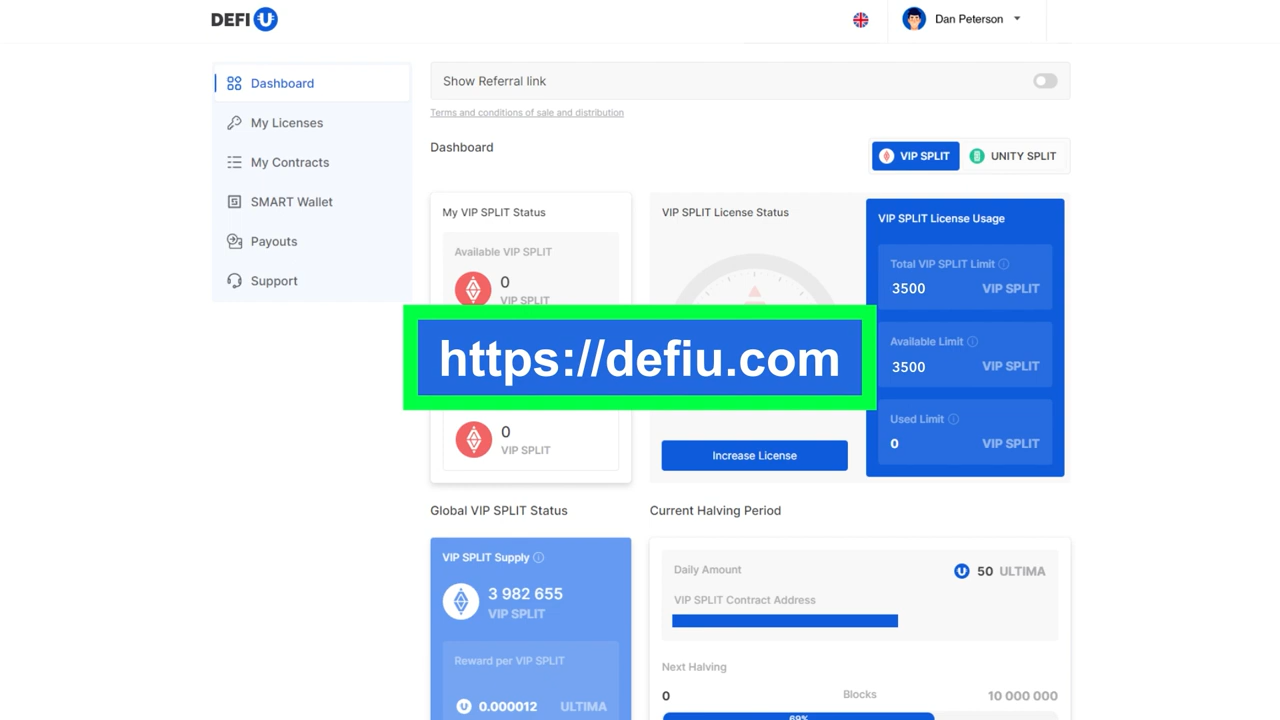 DEFI U
Dan Peterson
Dashboard
My Licenses
My Contracts
SMART Wallet
Payouts
Support
Show Referral link
Terms and conditions of sale and distribution
Dashboard
VIP SPLIT
UNITY SPLIT
My VIP SPLIT Status
Available VIP SPLIT
0
VIP SPLIT
0
VIP SPLIT
VIP SPLIT License Status
Increase License
VIP SPLIT License Usage
Total VIP SPLIT Limit
3500 VIP SPLIT
Available Limit
3500 VIP SPLIT
Used Limit
0 VIP SPLIT
https://defiu.com
Global VIP SPLIT Status
VIP SPLIT Supply
3 982 655
VIP SPLIT
Reward per VIP SPLIT
0.000012 ULTIMA
Current Halving Period
Daily Amount
50 ULTIMA
VIP SPLIT Contract Address
Next Halving
0 Blocks 10 000 000
69%